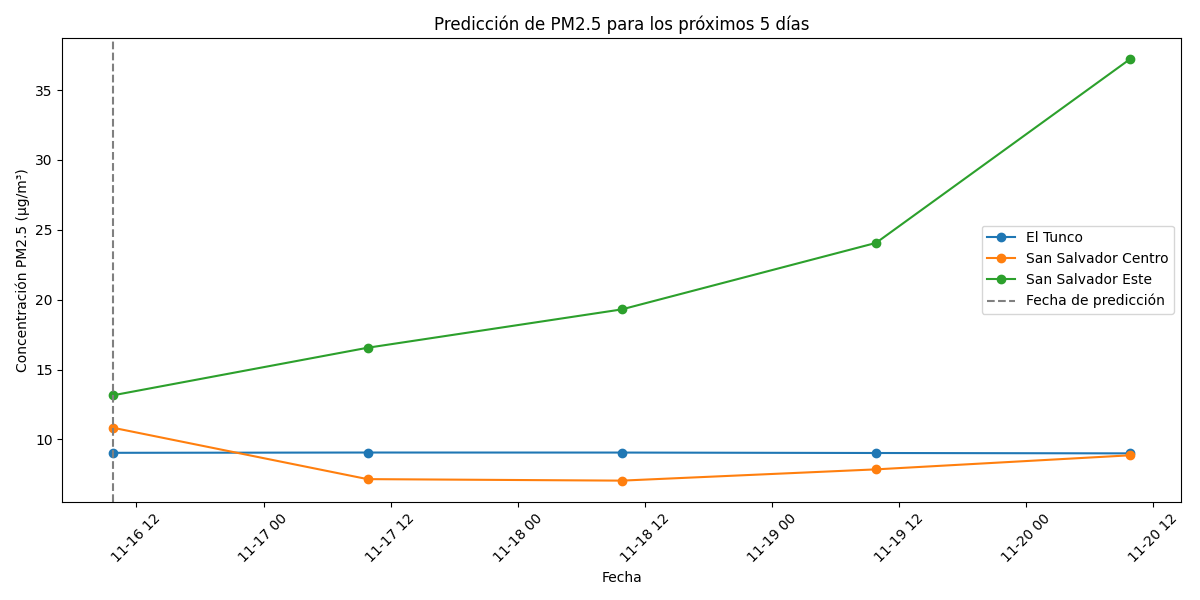 Predicción de PM2.5 para los próximos 5 días
Concentración PM2.5 (µg/m³)
35
30
25
20
15
10
El Tunco
San Salvador Centro
San Salvador Este
Fecha de predicción
11-16 12
11-17 00
11-17 12
11-18 00
11-18 12
11-19 00
11-19 12
11-20 00
11-20 12
Fecha